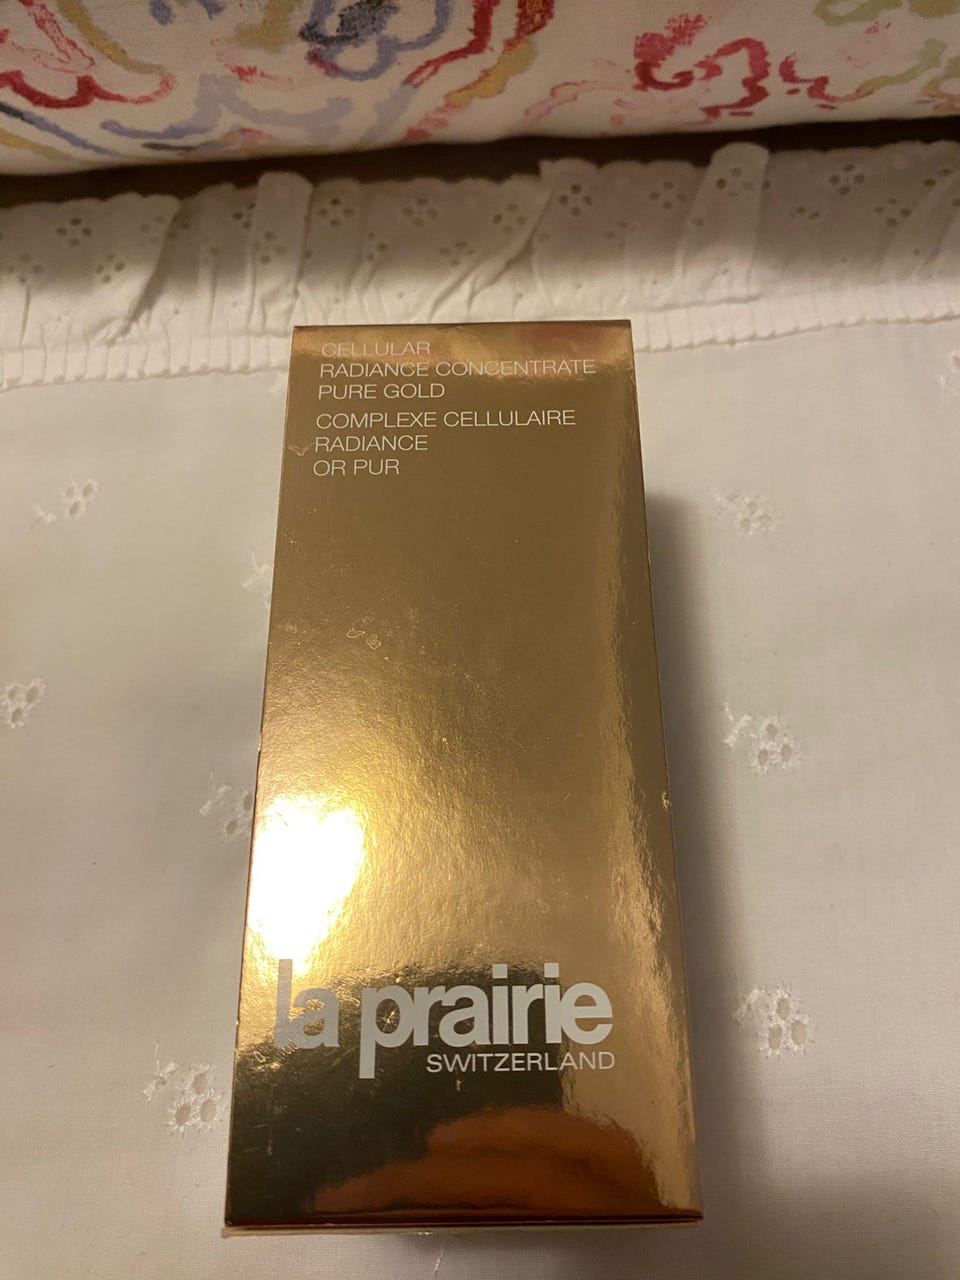 CELLULAR
RADIANCE CONCENTRATE
PURE GOLD
COMPLEXE CELLULAIRE
RADIANCE
OR PUR
la prairie
SWITZERLAND